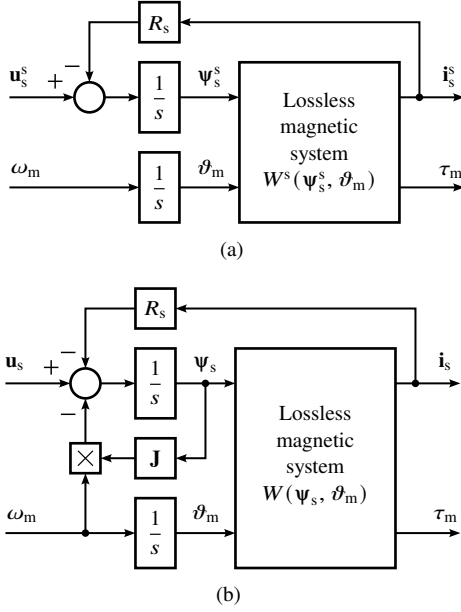 R_s
u_s^s + − 1/s ψ_s^s i_s^s
Lossless
magnetic
system
W^s(ψ_s^s, ϑ_m)
ω_m 1/s ϑ_m τ_m
(a)
R_s
u_s + − − 1/s ψ_s i_s
× J
Lossless
magnetic
system
W(ψ_s, ϑ_m)
ω_m 1/s ϑ_m τ_m
(b)